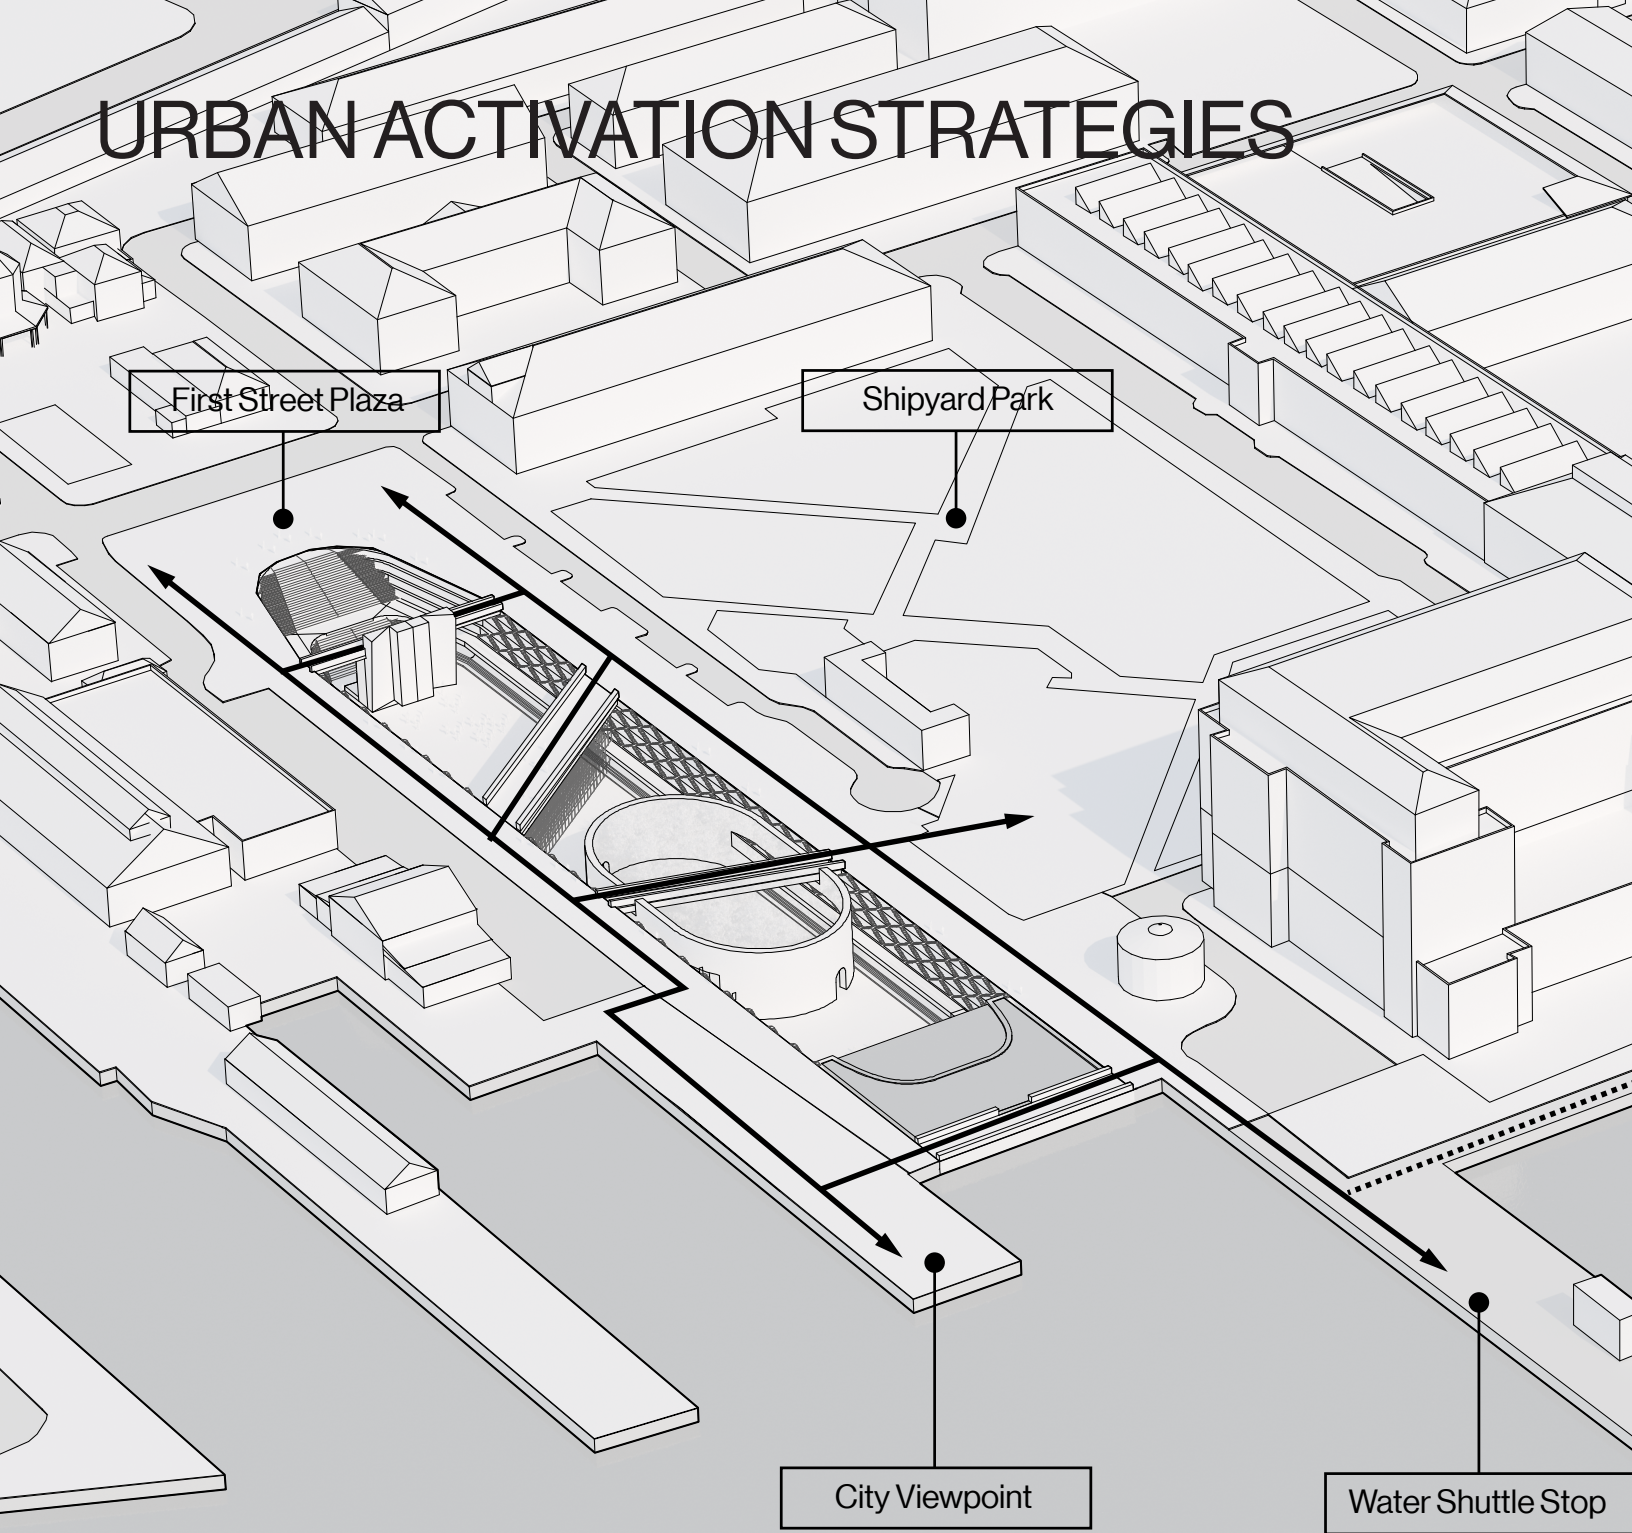 URBAN ACTIVATION STRATEGIES
First Street Plaza
Shipyard Park
City Viewpoint
Water Shuttle Stop